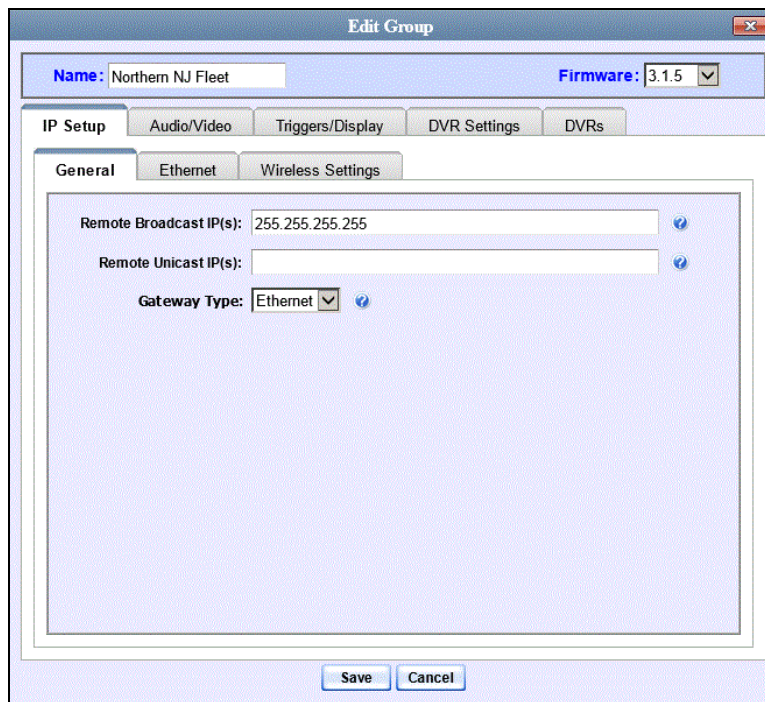 Edit Group
Name: Northern NJ Fleet Firmware: 3.1.5
IP Setup Audio/Video Triggers/Display DVR Settings DVRs
General Ethernet Wireless Settings
Remote Broadcast IP(s): 255.255.255.255 ?
Remote Unicast IP(s): ?
Gateway Type: Ethernet ?
Save Cancel